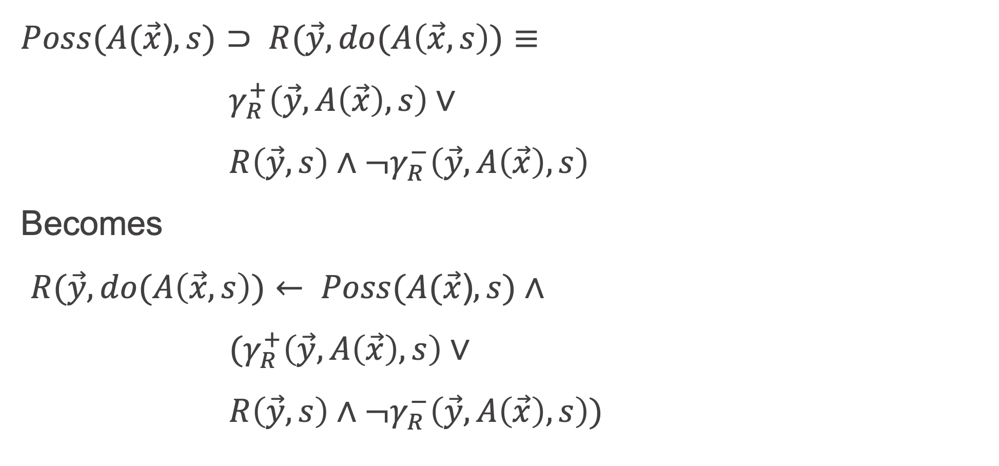 Poss(A(x⃗), s) ⊃ R(y⃗, do(A(x⃗, s)) ≡
γ_R^+(y⃗, A(x⃗), s) ∨
R(y⃗, s) ∧ ¬γ_R^−(y⃗, A(x⃗), s)
Becomes
R(y⃗, do(A(x⃗, s)) ← Poss(A(x⃗), s) ∧
(γ_R^+(y⃗, A(x⃗), s) ∨
R(y⃗, s) ∧ ¬γ_R^−(y⃗, A(x⃗), s))